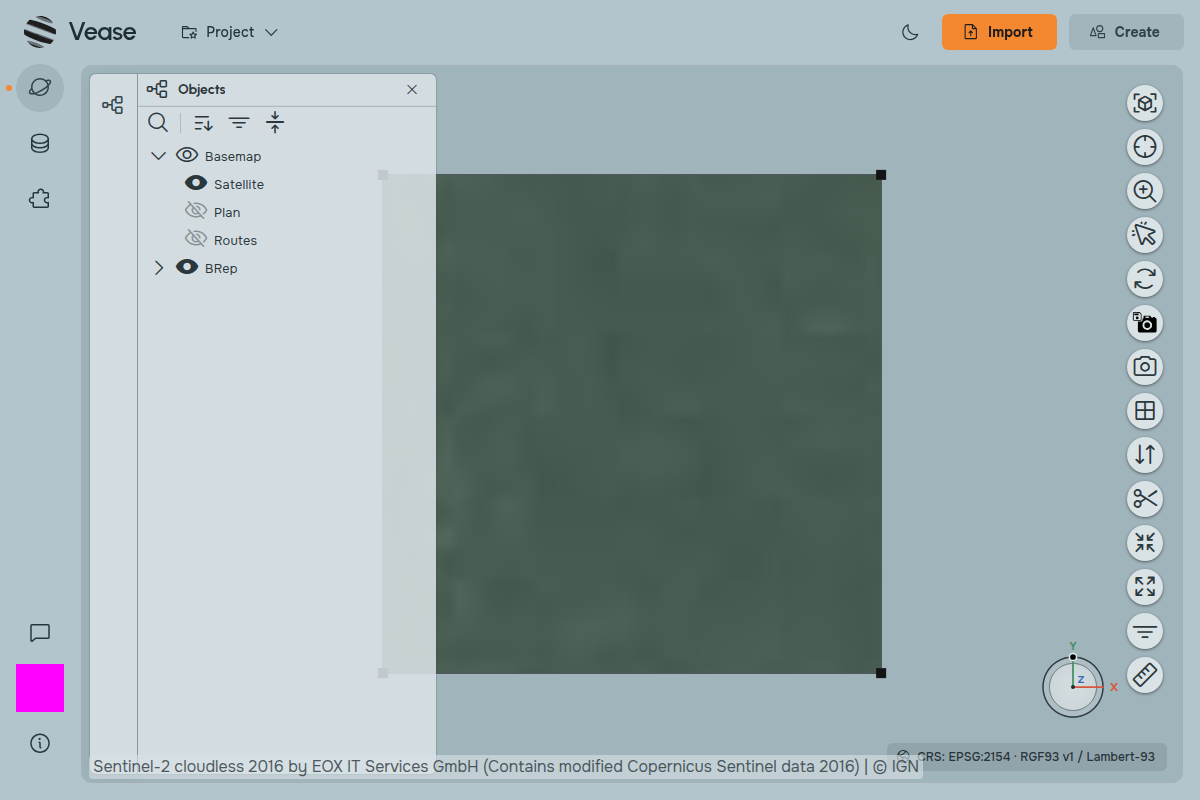 Vease
Project
Import
Create
Objects
Basemap
Satellite
Plan
Routes
BRep
Y
Z
X
CRS: EPSG:2154 · RGF93 v1 / Lambert-93
Sentinel-2 cloudless 2016 by EOX IT Services GmbH (Contains modified Copernicus Sentinel data 2016) | © IGN